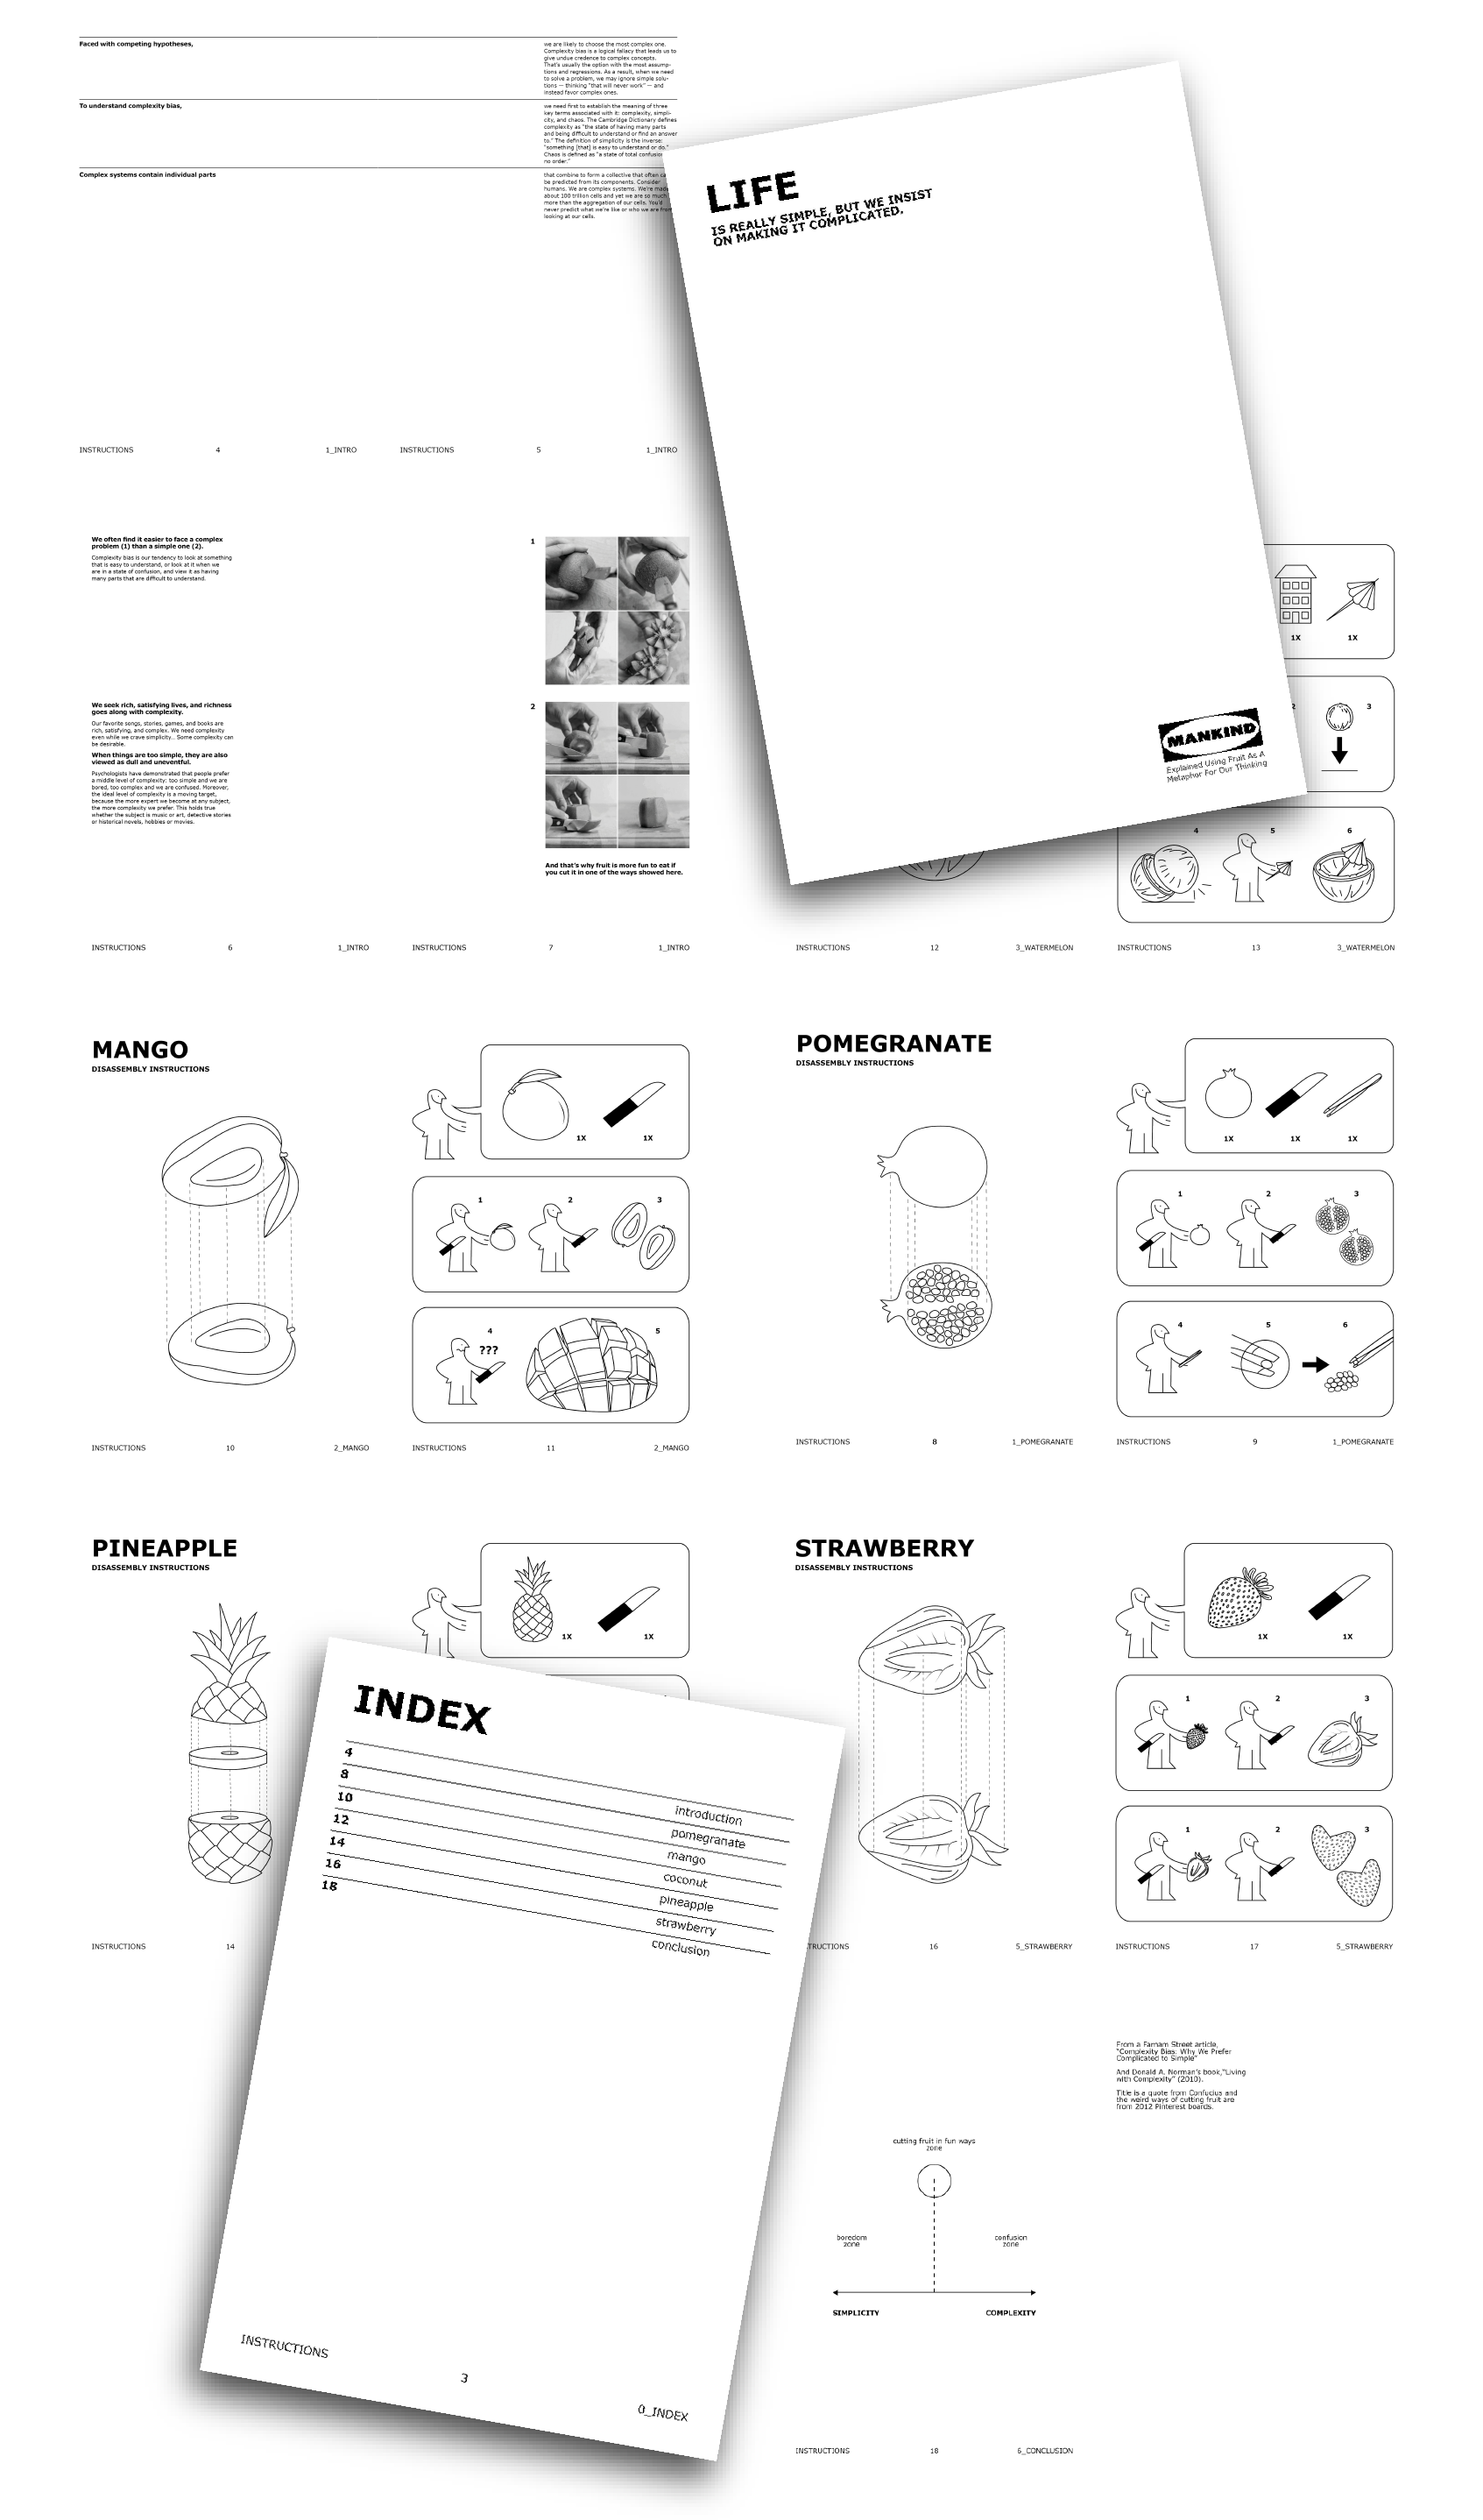 Faced with competing hypotheses,
we are likely to choose the most complex one.
Complexity bias is a logical fallacy that leads us to
give undue credence to complex concepts.
That's usually the option with the most assump-
tions and regressions. As a result, when we need
to solve a problem, we may ignore simple solu-
tions — thinking "that will never work" — and
instead favor complex ones.
To understand complexity bias,
we need first to establish the meaning of three
key terms associated with it: complexity, simpli-
city, and chaos. The Cambridge Dictionary defines
complexity as "the state of having many parts
and being difficult to understand or find an answer
to." The definition of simplicity is the inverse:
"something [that] is easy to understand or do."
Chaos is defined as "a state of total confusion
no order."
Complex systems contain individual parts
that combine to form a collective that often
be predicted from its components. Consider
humans. We are complex systems. We're made
about 100 trillion cells and yet we are so much
more than the aggregation of our cells. You'd
never predict what we're like or who we are from
looking at our cells.
INSTRUCTIONS 4 1_INTRO
INSTRUCTIONS 5 1_INTRO
LIFE
IS REALLY SIMPLE, BUT WE INSIST
ON MAKING IT COMPLICATED.
MANKIND
Explained Using Fruit As A
Metaphor For Our Thinking
We often find it easier to face a complex
problem (1) than a simple one (2).
Complexity bias is our tendency to look at something
that is easy to understand, or look at it when we
are in a state of confusion, and view it as having
many parts that are difficult to understand.
1
We seek rich, satisfying lives, and richness
goes along with complexity.
Our favorite songs, stories, games, and books are
rich, satisfying, and complex. We need complexity
even while we crave simplicity.. Some complexity can
be desirable.
When things are too simple, they are also
viewed as dull and uneventful.
Psychologists have demonstrated that people prefer
a middle level of complexity: too simple and we are
bored, too complex and we are confused. Moreover,
the ideal level of complexity is a moving target,
because the more expert we become at any subject,
the more complexity we prefer. This holds true
whether the subject is music or art, detective stories
or historical novels, hobbies or movies.
2
And that's why fruit is more fun to eat if
you cut it in one of the ways showed here.
INSTRUCTIONS 6 1_INTRO
INSTRUCTIONS 7 1_INTRO
1X 1X
2 3
4 5 6
INSTRUCTIONS 12 3_WATERMELON
INSTRUCTIONS 13 3_WATERMELON
MANGO
DISASSEMBLY INSTRUCTIONS
1X 1X
1 2 3
4 5
???
INSTRUCTIONS 10 2_MANGO
INSTRUCTIONS 11 2_MANGO
POMEGRANATE
DISASSEMBLY INSTRUCTIONS
1X 1X 1X
1 2 3
4 5 6
INSTRUCTIONS 8 1_POMEGRANATE
INSTRUCTIONS 9 1_POMEGRANATE
PINEAPPLE
DISASSEMBLY INSTRUCTIONS
1X 1X
INSTRUCTIONS 14
INDEX
4 introduction
8 pomegranate
10 mango
12 coconut
14 pineapple
16 strawberry
18 conclusion
INSTRUCTIONS 3 0_INDEX
STRAWBERRY
DISASSEMBLY INSTRUCTIONS
1X 1X
1 2 3
1 2 3
TRUCTIONS 16 5_STRAWBERRY
INSTRUCTIONS 17 5_STRAWBERRY
cutting fruit in fun ways
zone
boredom
zone
confusion
zone
SIMPLICITY COMPLEXITY
INSTRUCTIONS 18 6_CONCLUSION
From a Farnam Street article,
"Complexity Bias: Why We Prefer
Complicated to Simple"
And Donald A. Norman's book,"Living
with Complexity" (2010).
Title is a quote from Confucius and
the weird ways of cutting fruit are
from 2012 Pinterest boards.